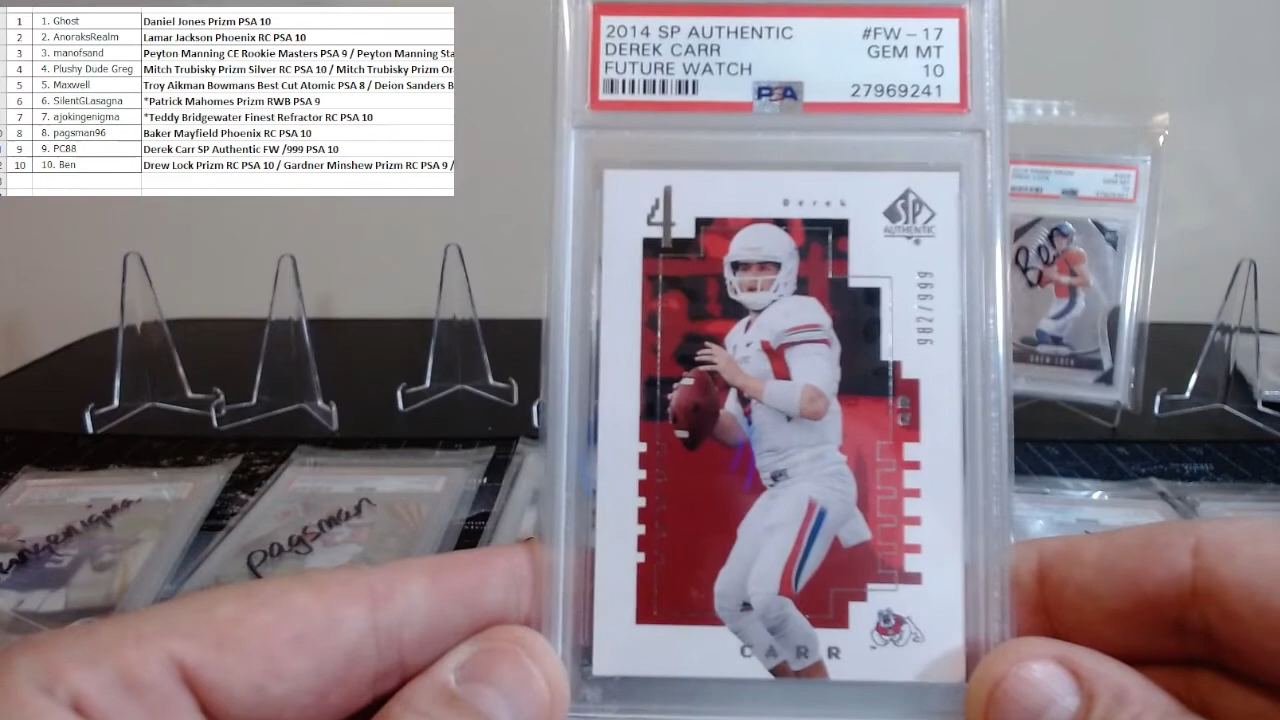 1 1. Ghost Daniel Jones Prizm PSA 10
2 2. AnoraksRealm Lamar Jackson Phoenix RC PSA 10
3 3. manofsand Peyton Manning CE Rookie Masters PSA 9 / Peyton Manning Sta
4 4. Plushy Dude Greg Mitch Trubisky Prizm Silver RC PSA 10 / Mitch Trubisky Prizm Or
5 5. Maxwell Troy Aikman Bowmans Best Cut Atomic PSA 8 / Deion Sanders B
6 6. SilentGLasagna *Patrick Mahomes Prizm RWB PSA 9
7 7. ajokingenigma *Teddy Bridgewater Finest Refractor RC PSA 10
8 8. pagsman96 Baker Mayfield Phoenix RC PSA 10
9 9. PC88 Derek Carr SP Authentic FW /999 PSA 10
10 10. Ben Drew Lock Prizm RC PSA 10 / Gardner Minshew Prizm RC PSA 9 /
2014 SP AUTHENTIC #FW-17
DEREK CARR GEM MT
FUTURE WATCH 10
PSA 27969241
4 Derek SP
AUTHENTIC
982/999
QB
CARR
DREW LOCK
Ben
DREW LOCK
pagsman